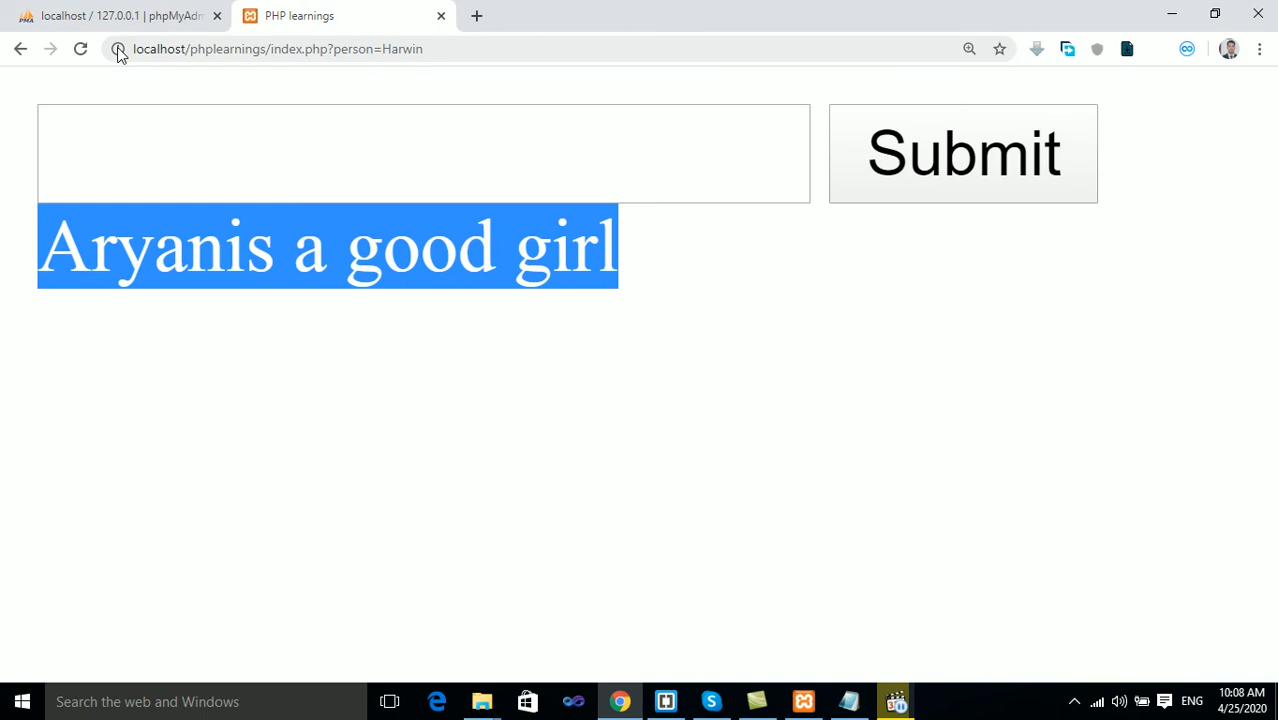 localhost / 127.0.0.1 | phpMyAdm
PHP learnings
localhost/phplearnings/index.php?person=Harwin
Submit
Aryanis a good girl
Search the web and Windows
ENG
10:08 AM
4/25/2020